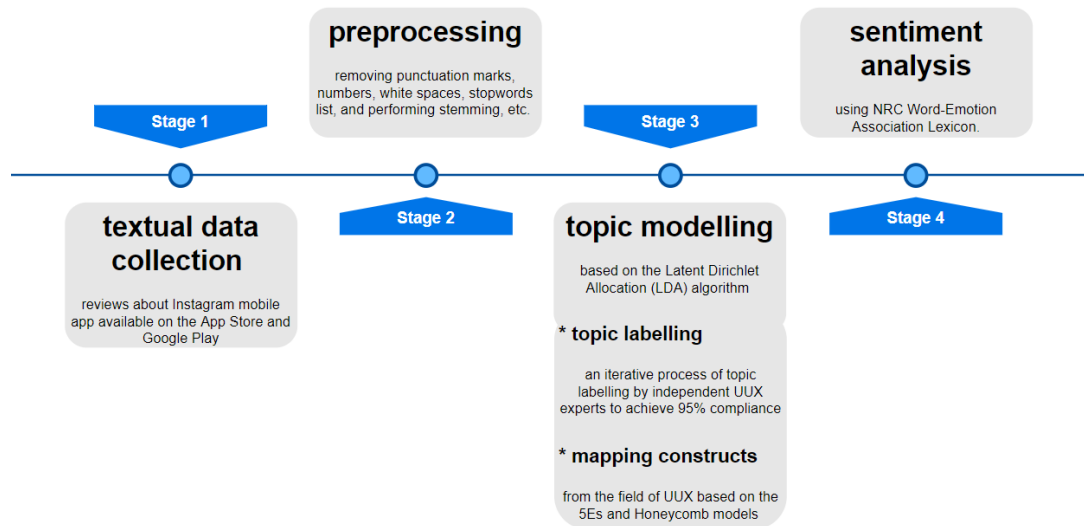 Stage 1
textual data
collection
reviews about Instagram mobile
app available on the App Store and
Google Play
preprocessing
removing punctuation marks,
numbers, white spaces, stopwords
list, and performing stemming, etc.
Stage 2
Stage 3
topic modelling
based on the Latent Dirichlet
Allocation (LDA) algorithm
* topic labelling
an iterative process of topic
labelling by independent UUX
experts to achieve 95% compliance
* mapping constructs
from the field of UUX based on the
5Es and Honeycomb models
sentiment
analysis
using NRC Word-Emotion
Association Lexicon.
Stage 4